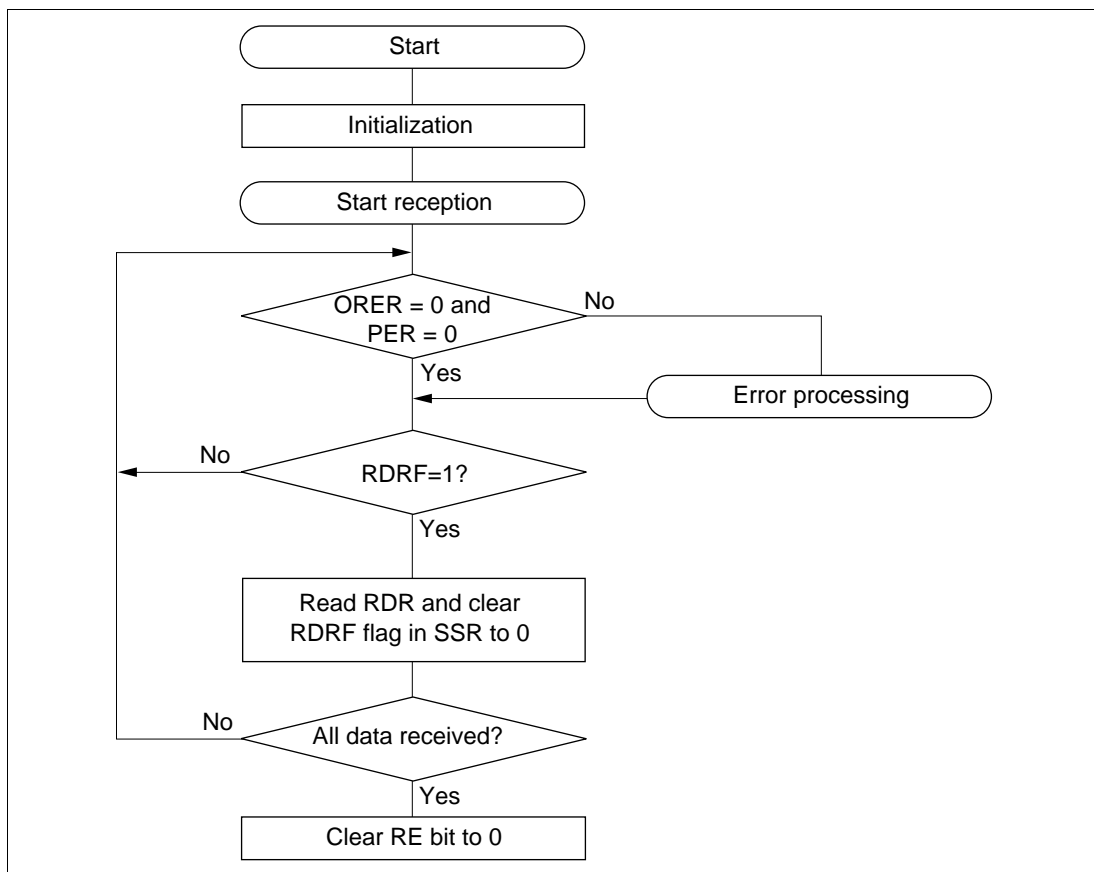 Start
Initialization
Start reception
ORER = 0 and
PER = 0
No
Yes
Error processing
No
RDRF=1?
Yes
Read RDR and clear
RDRF flag in SSR to 0
No
All data received?
Yes
Clear RE bit to 0